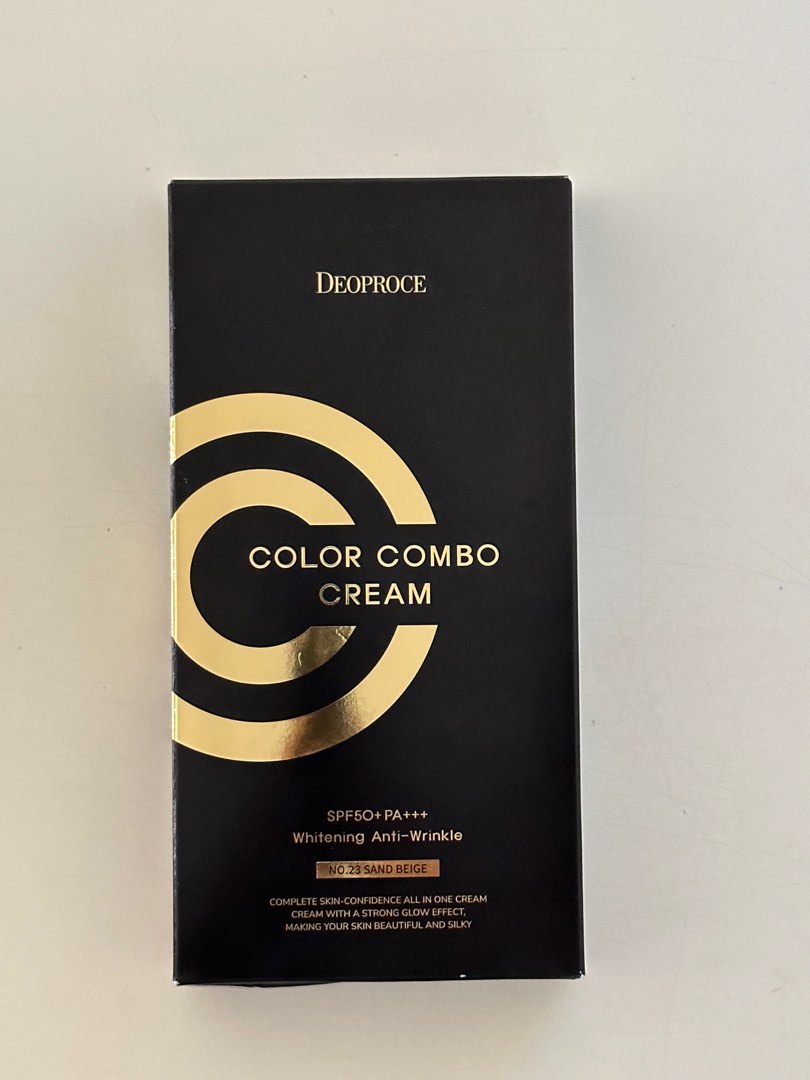 DEOPROCE
COLOR COMBO
CREAM
SPF50+ PA+++
Whitening Anti-Wrinkle
NO.23 SAND BEIGE
COMPLETE SKIN-CONFIDENCE ALL IN ONE CREAM
CREAM WITH A STRONG GLOW EFFECT,
MAKING YOUR SKIN BEAUTIFUL AND SILKY